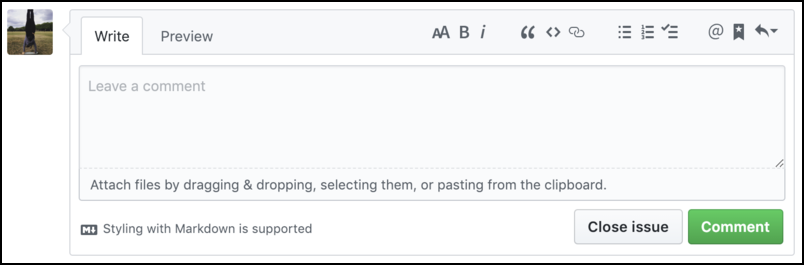 Write Preview AA B i @
Leave a comment
Attach files by dragging & dropping, selecting them, or pasting from the clipboard.
Styling with Markdown is supported Close issue Comment